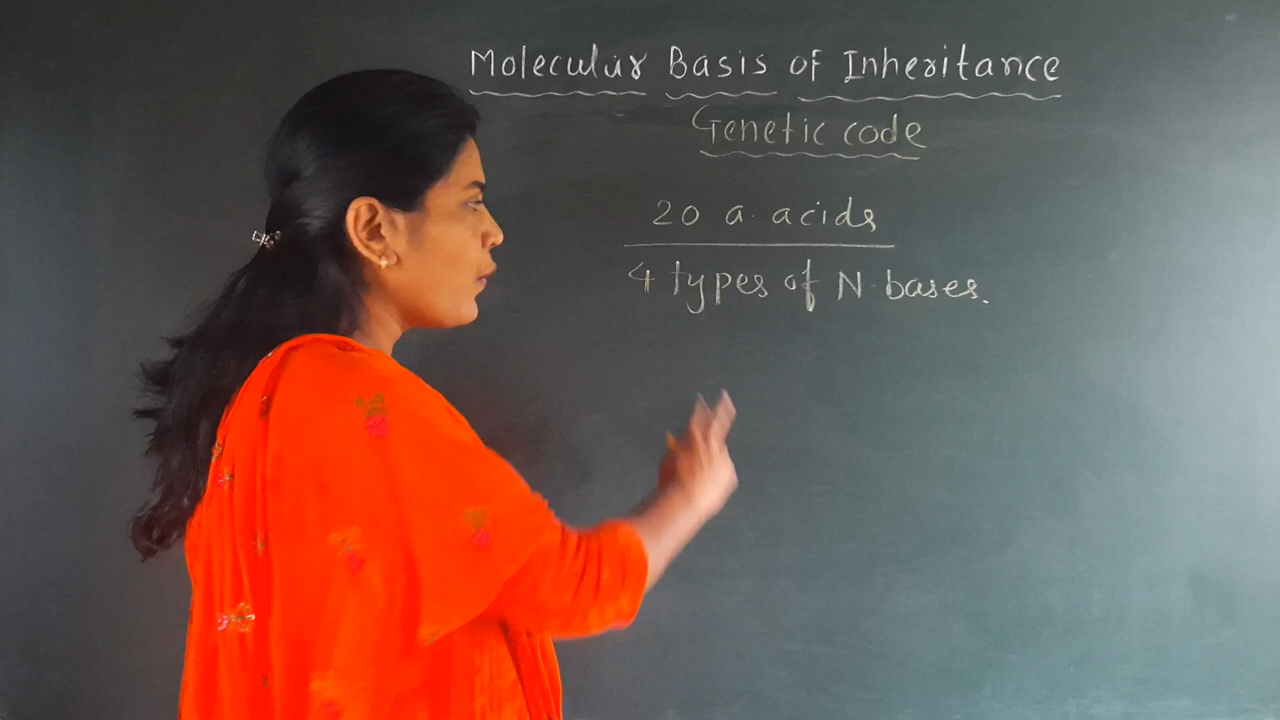 Molecular Basis of Inheritance
Genetic code
20 a. acids
4 types of N. bases.